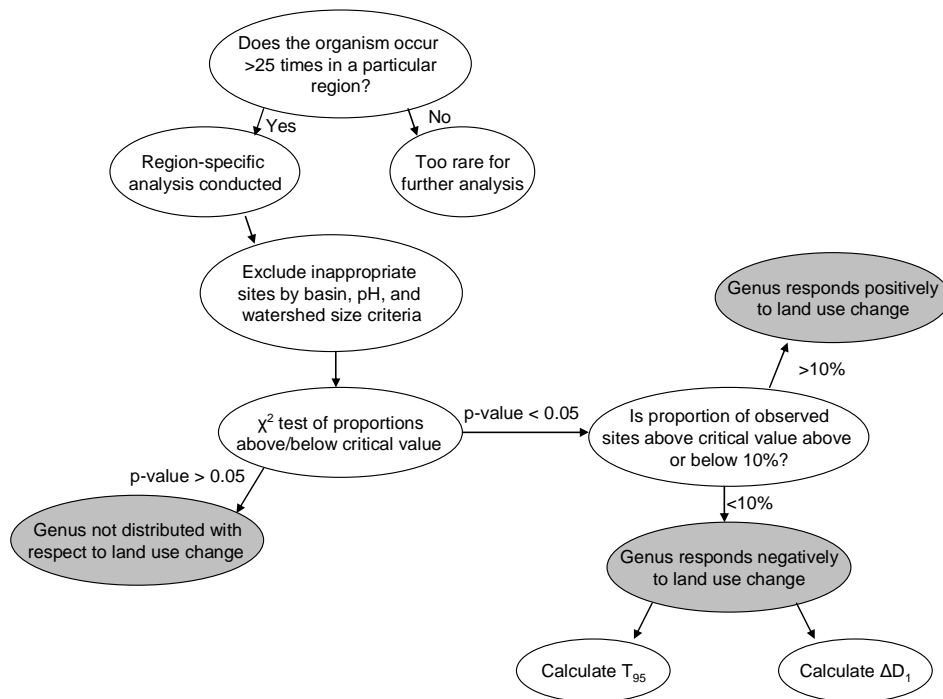 Does the organism occur
>25 times in a particular
region?
Yes
No
Region-specific
analysis conducted
Too rare for
further analysis
Exclude inappropriate
sites by basin, pH, and
watershed size criteria
Genus responds positively
to land use change
>10%
χ² test of proportions
above/below critical value
p-value < 0.05
Is proportion of observed
sites above critical value above
or below 10%?
p-value > 0.05
<10%
Genus not distributed with
respect to land use change
Genus responds negatively
to land use change
Calculate T₉₅
Calculate ΔD₁